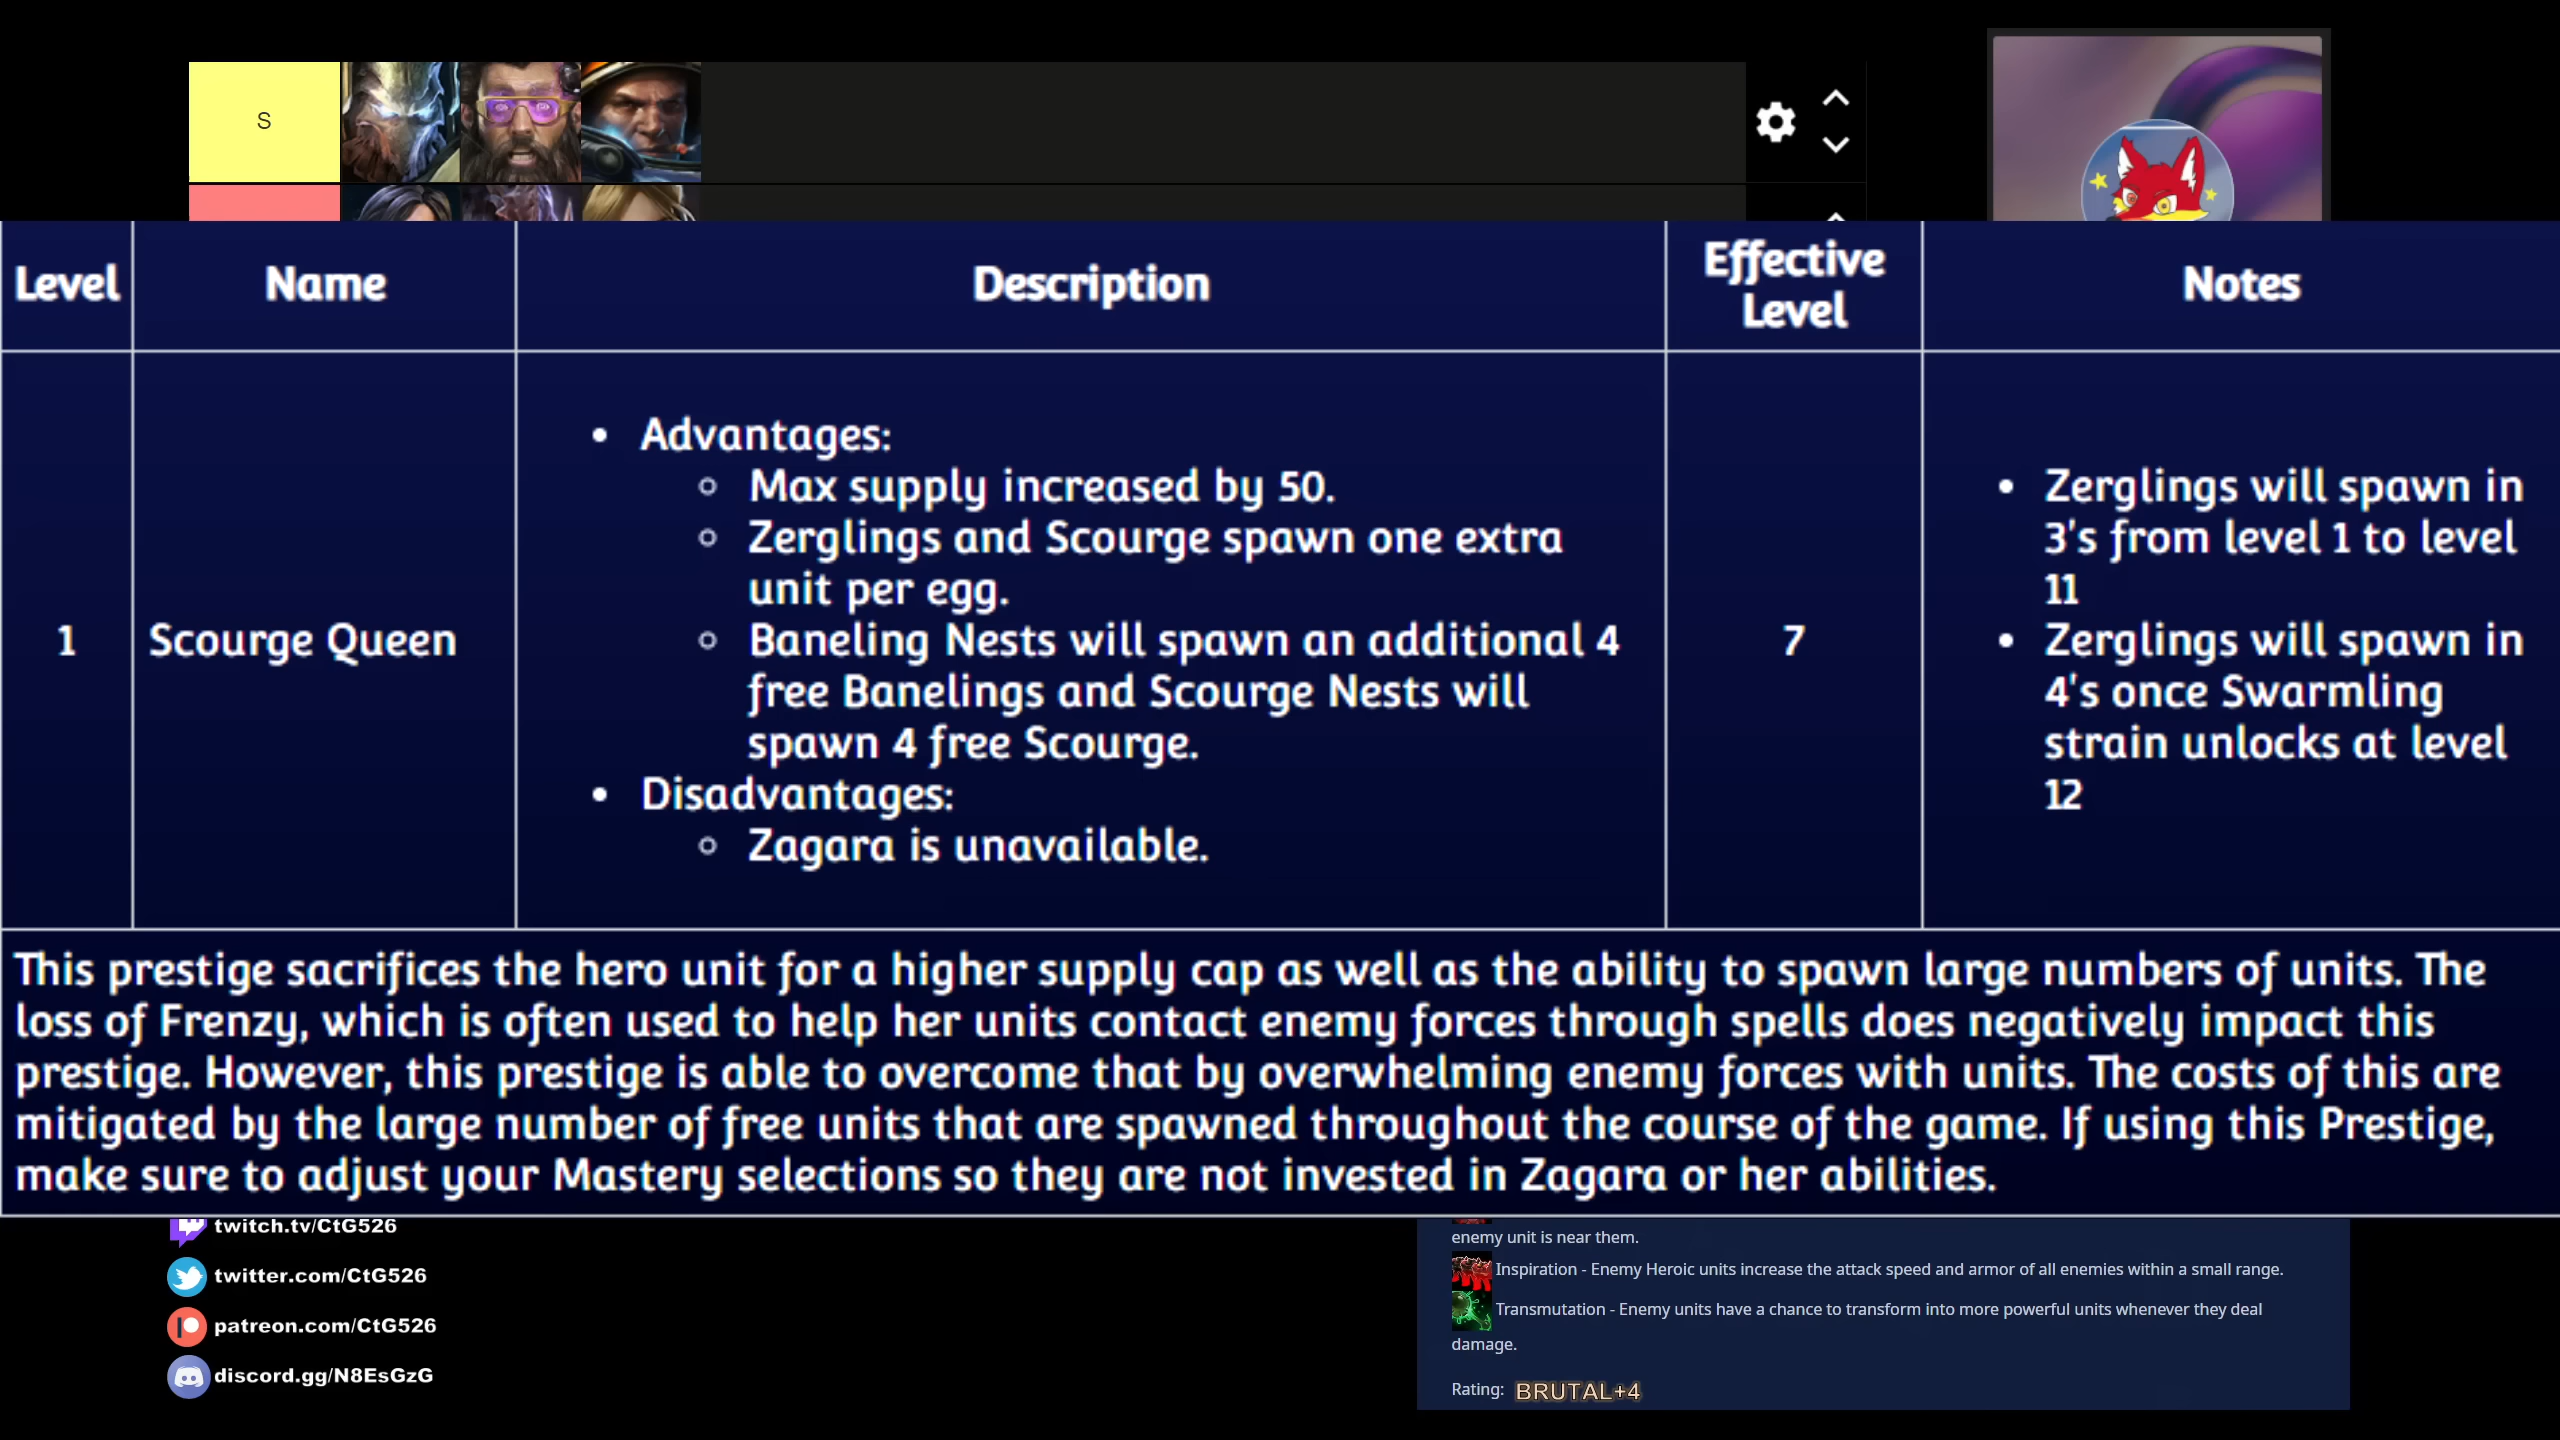 S
Level
Name
Description
Effective
Level
Notes
1
Scourge Queen
• Advantages:
○ Max supply increased by 50.
○ Zerglings and Scourge spawn one extra
unit per egg.
○ Baneling Nests will spawn an additional 4
free Banelings and Scourge Nests will
spawn 4 free Scourge.
• Disadvantages:
○ Zagara is unavailable.
7
• Zerglings will spawn in
3's from level 1 to level
11
• Zerglings will spawn in
4's once Swarmling
strain unlocks at level
12
This prestige sacrifices the hero unit for a higher supply cap as well as the ability to spawn large numbers of units. The
loss of Frenzy, which is often used to help her units contact enemy forces through spells does negatively impact this
prestige. However, this prestige is able to overcome that by overwhelming enemy forces with units. The costs of this are
mitigated by the large number of free units that are spawned throughout the course of the game. If using this Prestige,
make sure to adjust your Mastery selections so they are not invested in Zagara or her abilities.
twitch.tv/CtG526
twitter.com/CtG526
patreon.com/CtG526
discord.gg/N8EsGzG
enemy unit is near them.
Inspiration - Enemy Heroic units increase the attack speed and armor of all enemies within a small range.
Transmutation - Enemy units have a chance to transform into more powerful units whenever they deal
damage.
Rating: BRUTAL+4